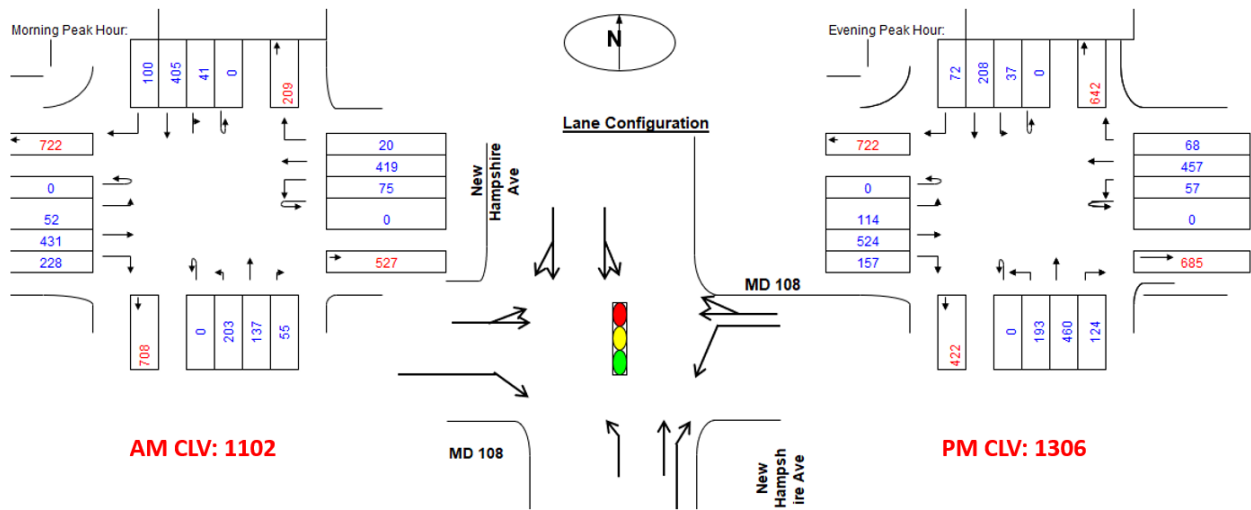 Morning Peak Hour:
100
405
41
0
209
722
0
52
431
228
20
419
75
0
527
708
0
203
137
55
AM CLV: 1102
N
Lane Configuration
New
Hampshire
Ave
MD 108
MD 108
New
Hampsh
ire Ave
Evening Peak Hour:
72
208
37
0
642
722
0
114
524
157
68
457
57
0
685
422
0
193
460
124
PM CLV: 1306